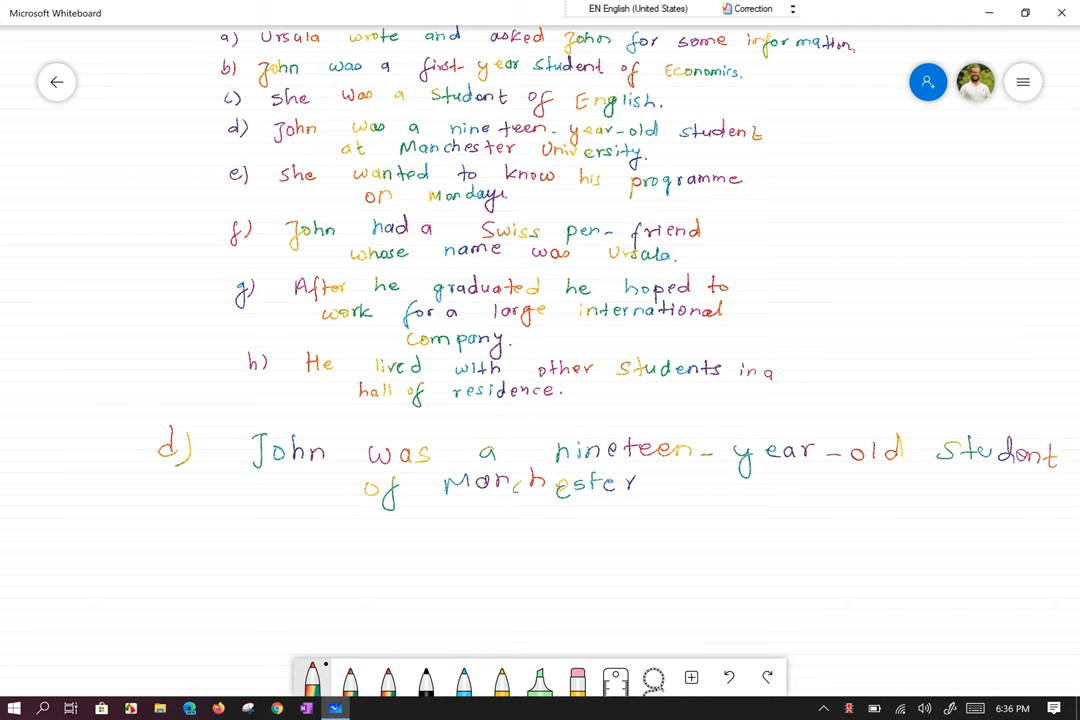 Microsoft Whiteboard
EN English (United States)
Correction
a) Ursula wrote and asked John for some information.
b) John was a first-year student of Economics.
c) She was a student of English.
d) John was a nineteen-year-old student
at Manchester University.
e) She wanted to know his programme
on Mondays
f) John had a Swiss pen-friend
whose name was Ursala.
g) After he graduated he hoped to
work for a large international
company.
h) He lived with other students in a
hall of residence.
d) John was a nineteen-year-old student
of Manchester
6:36 PM